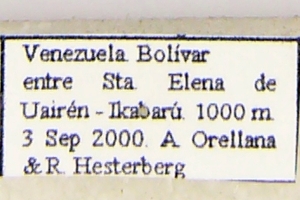 Venezuela Bolívar
entre Sta. Elena de
Uairén - Ikabarú. 1000 m.
3 Sep 2000. A. Orellana
& R. Hesterberg